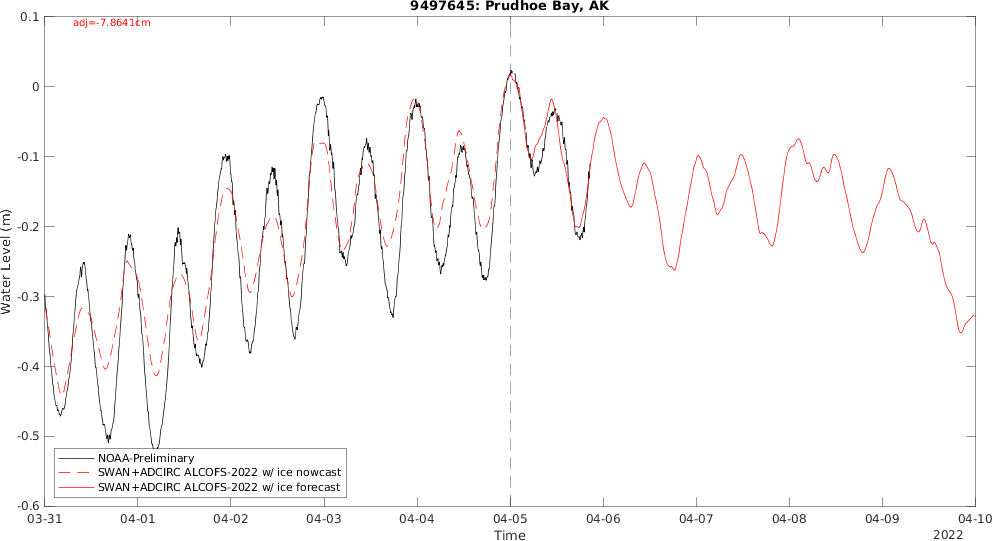 9497645: Prudhoe Bay, AK
adj=-7.8641cm
0.1
0
-0.1
-0.2
-0.3
-0.4
-0.5
-0.6
Water Level (m)
NOAA-Preliminary
SWAN+ADCIRC ALCOFS-2022 w/ ice nowcast
SWAN+ADCIRC ALCOFS-2022 w/ ice forecast
03-31 04-01 04-02 04-03 04-04 04-05 04-06 04-07 04-08 04-09 04-10
Time
2022